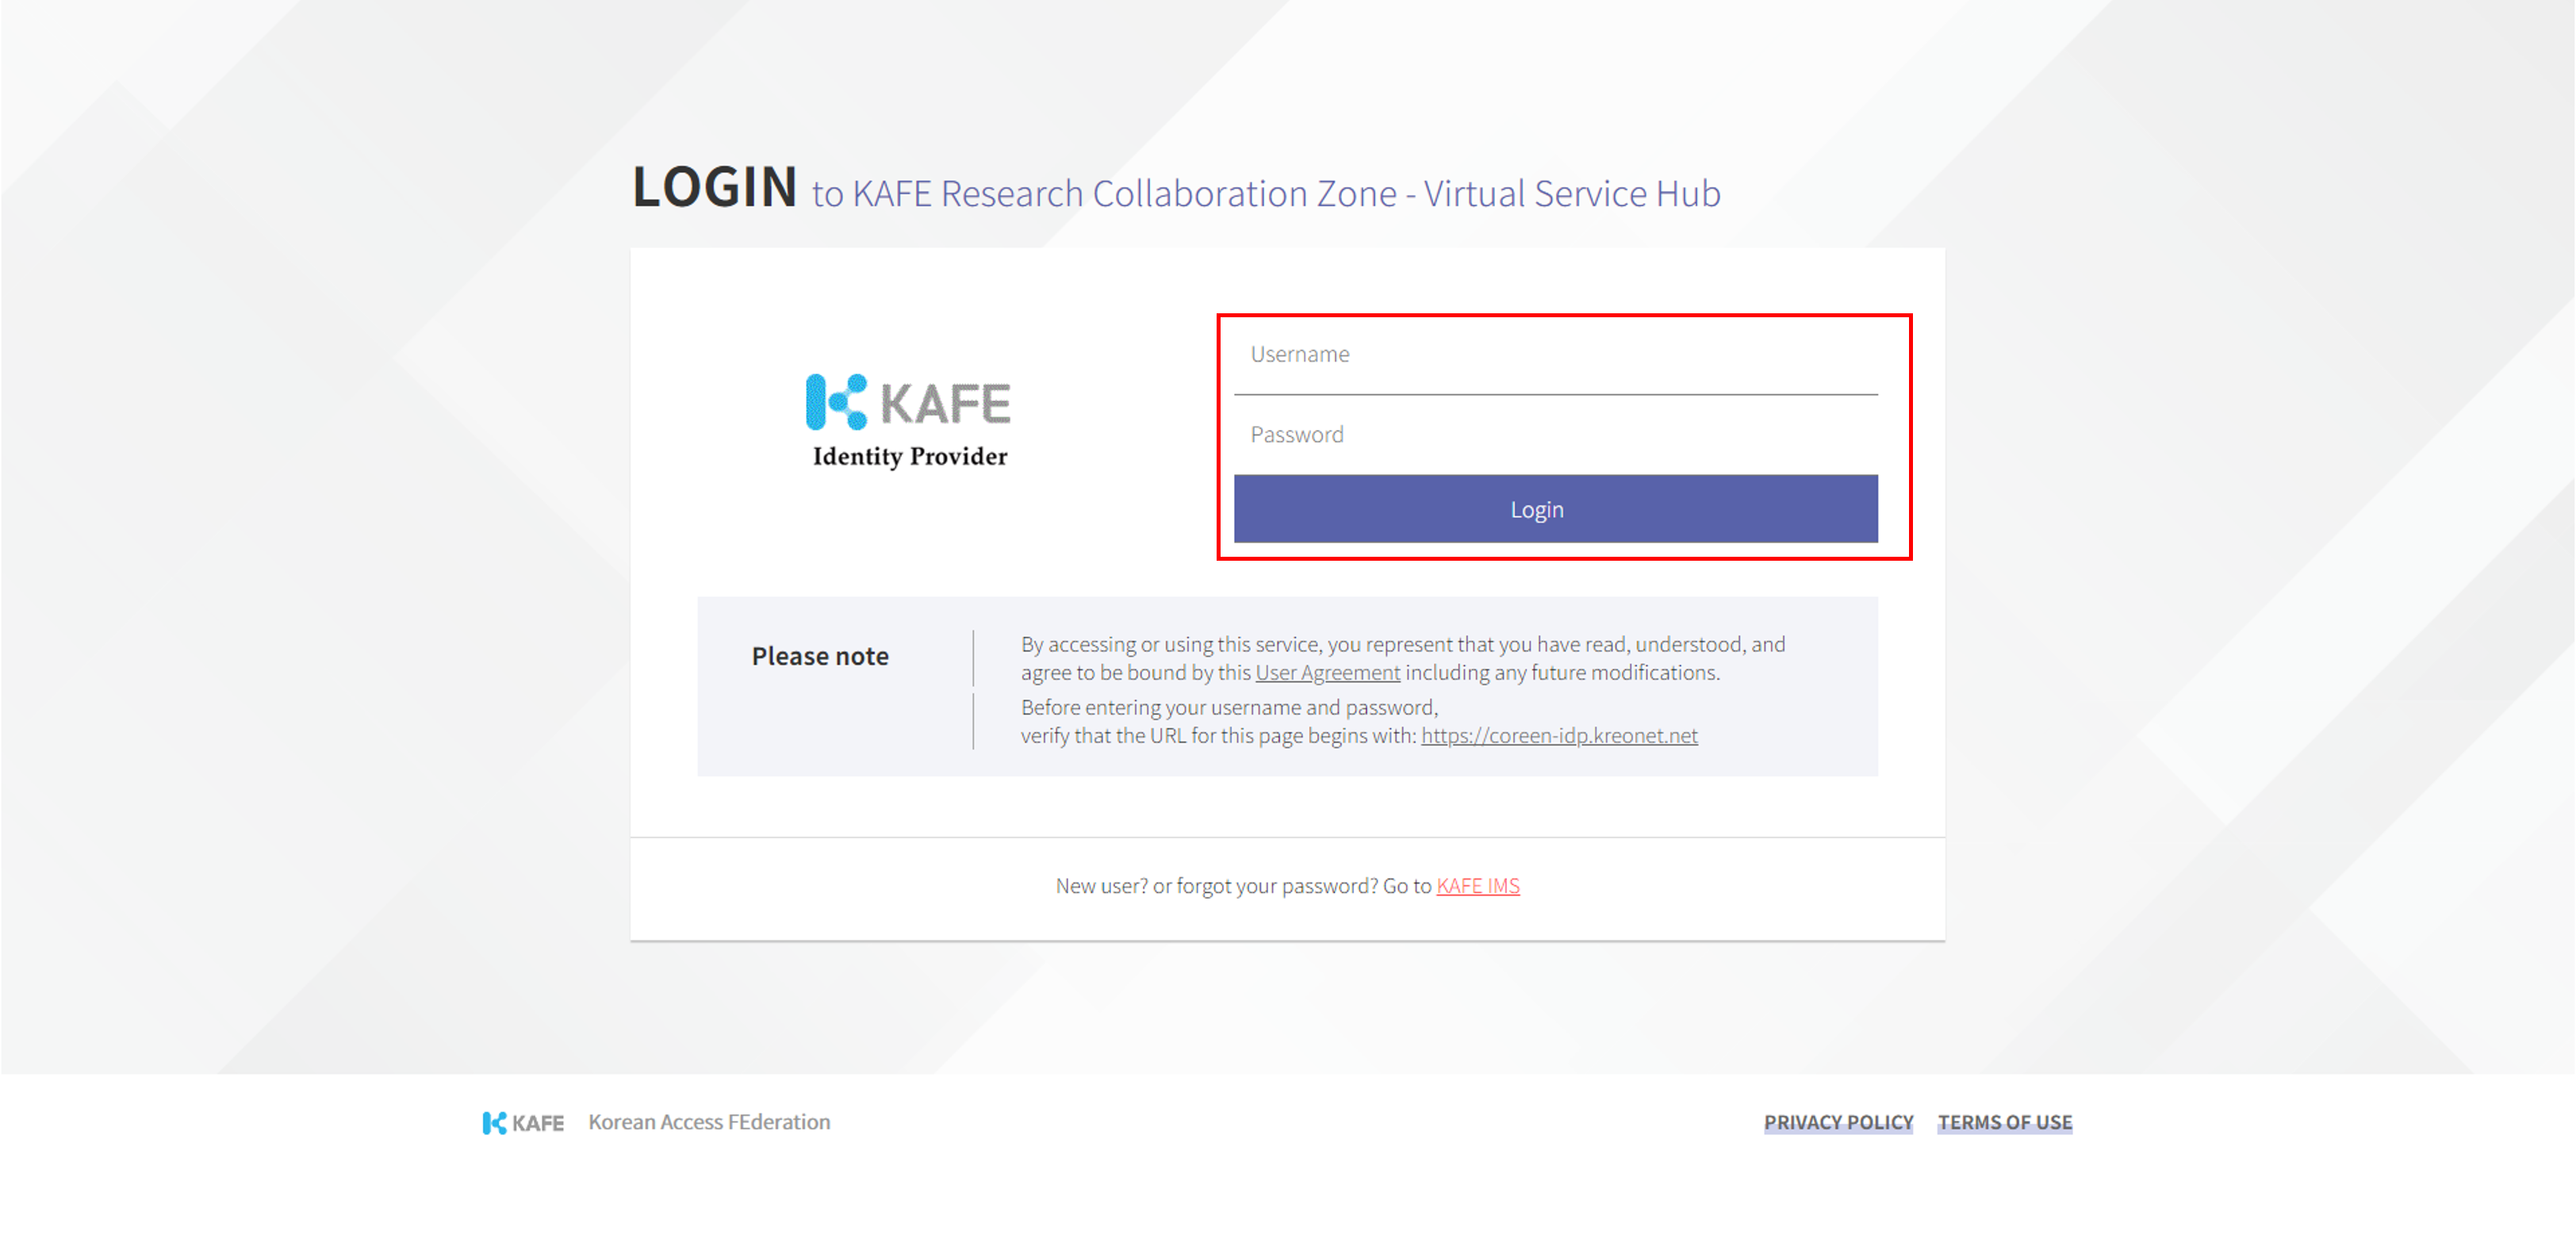 LOGIN to KAFE Research Collaboration Zone - Virtual Service Hub
KAFE
Identity Provider
Username
Password
Login
Please note
By accessing or using this service, you represent that you have read, understood, and
agree to be bound by this User Agreement including any future modifications.
Before entering your username and password,
verify that the URL for this page begins with: https://coreen-idp.kreonet.net
New user? or forgot your password? Go to KAFE IMS
KAFE Korean Access FEderation
PRIVACY POLICY TERMS OF USE